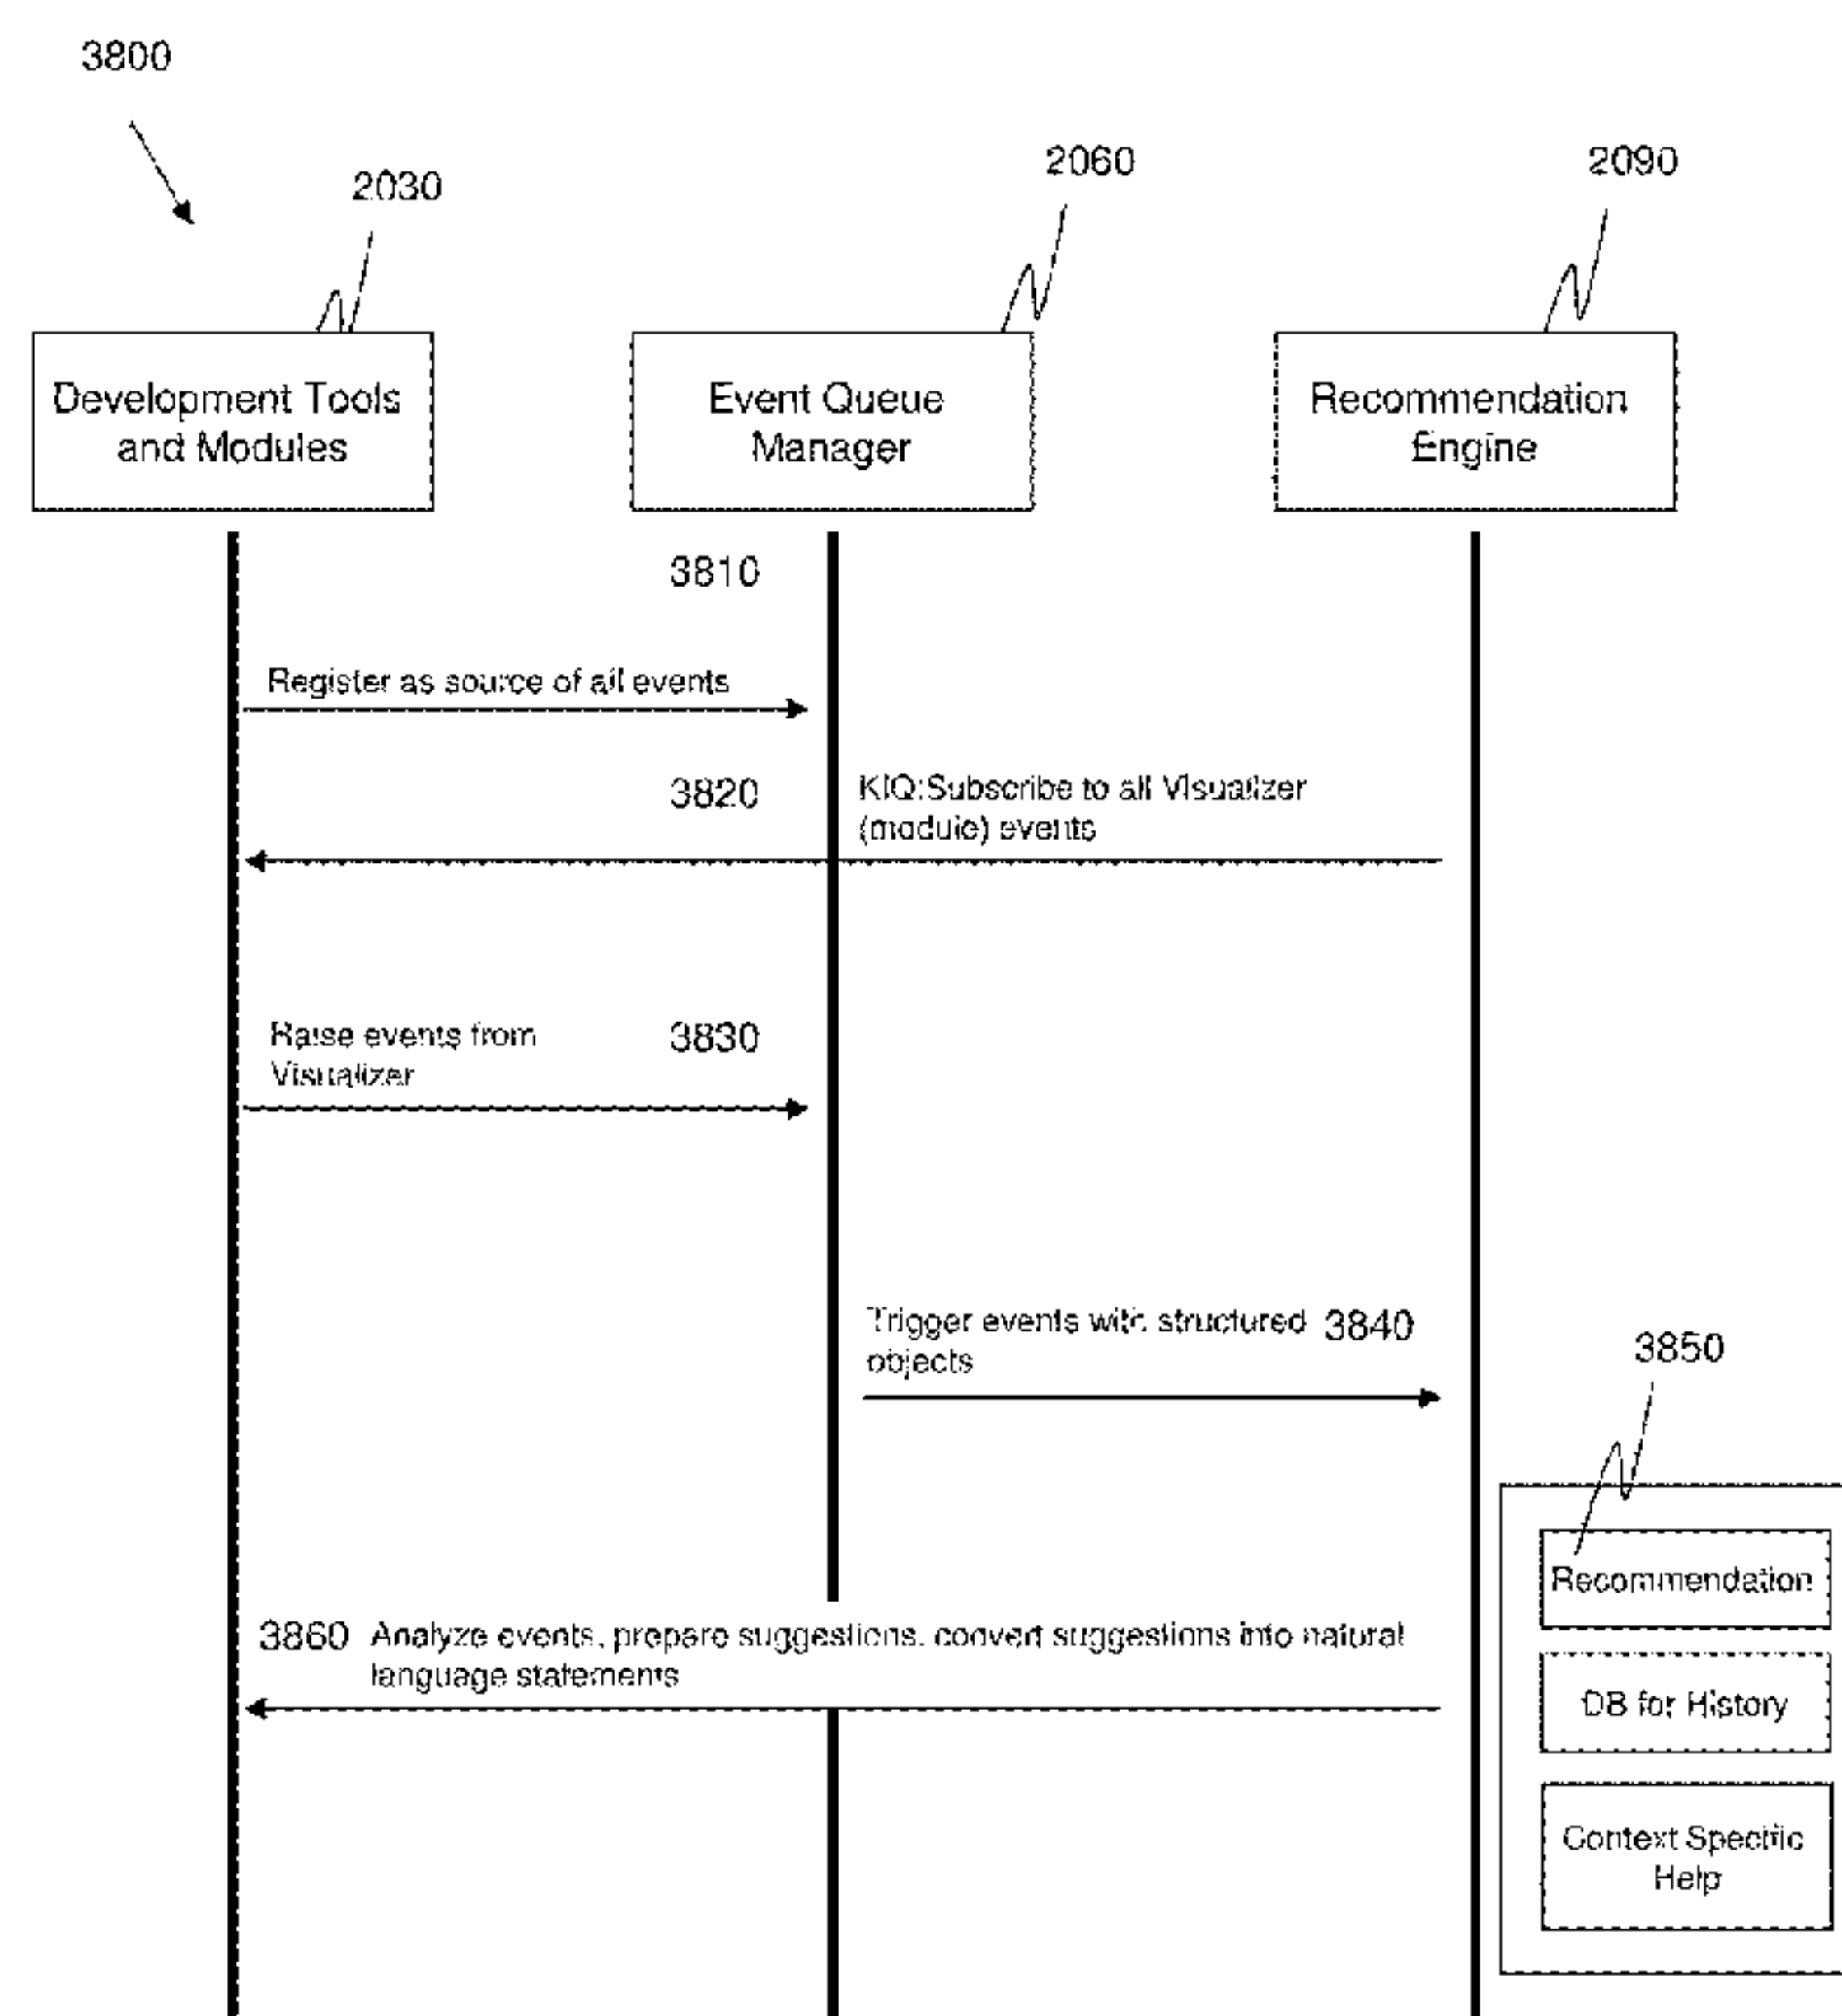 3800
2030
2060
2090
Development Tools
and Modules
Event Queue
Manager
Recommendation
Engine
3810
Register as source of all events
3820
KIQ:Subscribe to all Visualizer
(module) events
Raise events from
Visualizer
3830
Trigger events with structured
objects
3840
3850
Recommendation
3860
Analyze events, prepare suggestions, convert suggestions into natural
language statements
DB for History
Context Specific
Help